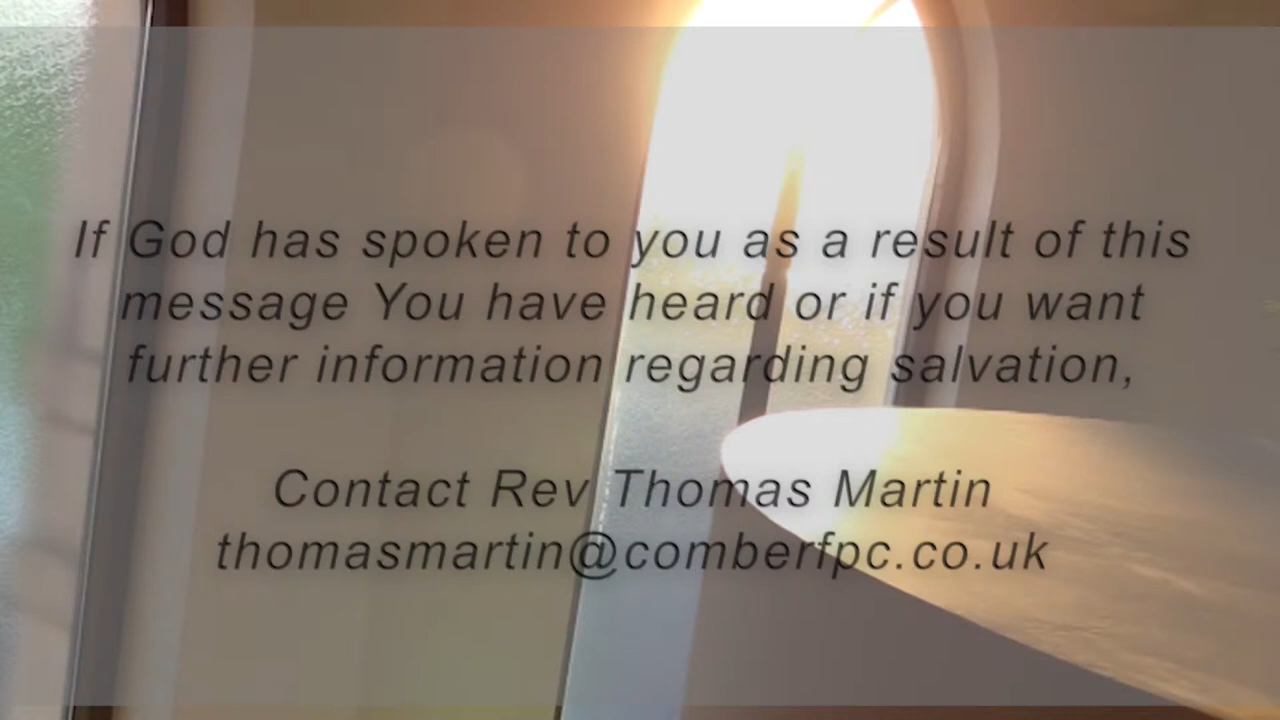 If God has spoken to you as a result of this
message You have heard or if you want
further information regarding salvation,
Contact Rev Thomas Martin
thomasmartin@comberfpc.co.uk